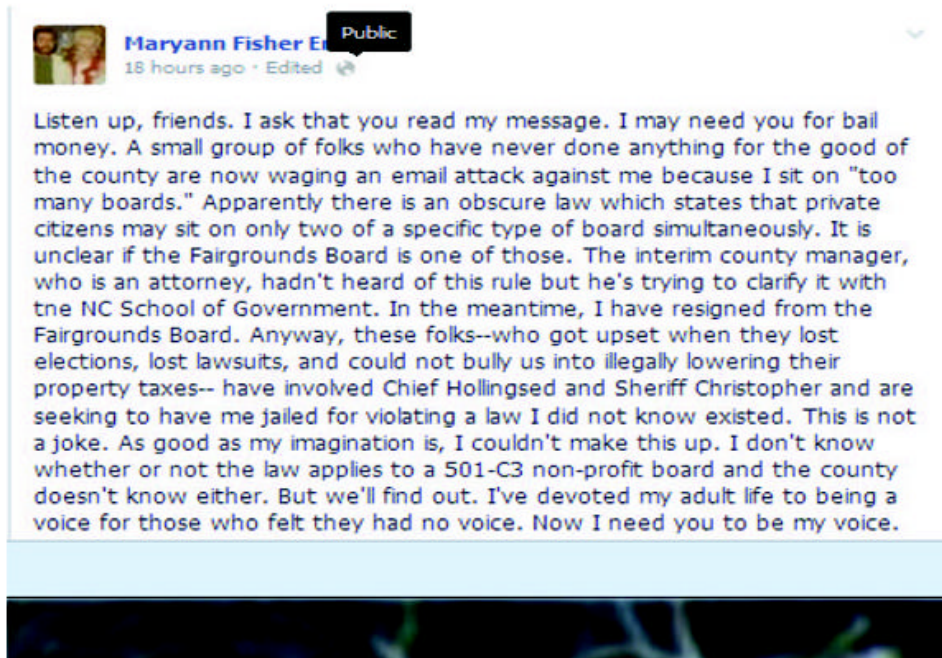 Public
Maryann Fisher
18 hours ago · Edited
Listen up, friends. I ask that you read my message. I may need you for bail
money. A small group of folks who have never done anything for the good of
the county are now waging an email attack against me because I sit on "too
many boards." Apparently there is an obscure law which states that private
citizens may sit on only two of a specific type of board simultaneously. It is
unclear if the Fairgrounds Board is one of those. The interim county manager,
who is an attorney, hadn't heard of this rule but he's trying to clarify it with
tne NC School of Government. In the meantime, I have resigned from the
Fairgrounds Board. Anyway, these folks--who got upset when they lost
elections, lost lawsuits, and could not bully us into illegally lowering their
property taxes-- have involved Chief Hollingsed and Sheriff Christopher and are
seeking to have me jailed for violating a law I did not know existed. This is not
a joke. As good as my imagination is, I couldn't make this up. I don't know
whether or not the law applies to a 501-C3 non-profit board and the county
doesn't know either. But we'll find out. I've devoted my adult life to being a
voice for those who felt they had no voice. Now I need you to be my voice.